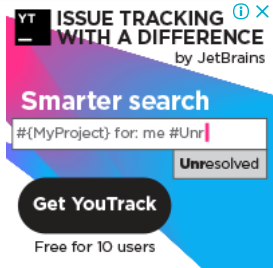 YT
ISSUE TRACKING
WITH A DIFFERENCE
by JetBrains
Smarter search
#{MyProject} for: me #Unr
Unresolved
Get YouTrack
Free for 10 users